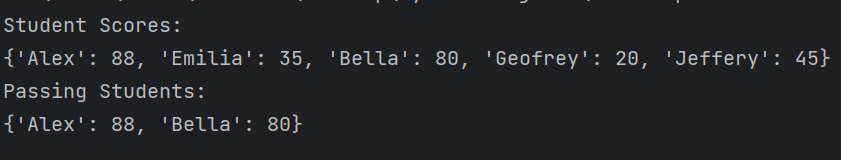 Student Scores:
{'Alex': 88, 'Emilia': 35, 'Bella': 80, 'Geofrey': 20, 'Jeffery': 45}
Passing Students:
{'Alex': 88, 'Bella': 80}